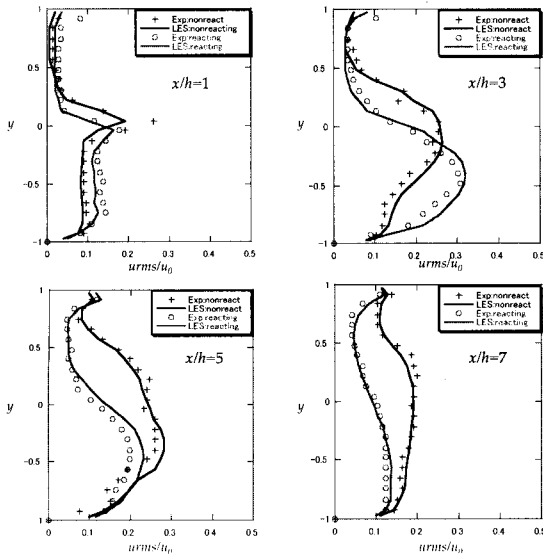 + Exp:nonreact
LES:nonreacting
o Exp:reacting
LES:reacting
x/h=1
y
0.5
0
-0.5
-1
0
0.1
0.2
0.3
0.4
0.5
urms/u0
+ Exp:nonreact
LES:nonreact
o Exp:reacting
LES:reacting
x/h=3
y
0.5
0
-0.5
-1
0
0.1
0.2
0.3
0.4
0.5
urms/u0
1
+ Exp:nonreact
LES:nonreact
o Exp:reacting
LES:reacting
x/h=5
y
0.5
0
-0.5
-1
0
0.1
0.2
0.3
0.4
0.5
urms/u0
1
+ Exp:nonreact
LES:nonreact
o Exp:reacting
LES:reacting
x/h=7
y
0.5
0
-0.5
-1
0
0.1
0.2
0.3
0.4
0.5
urms/u0